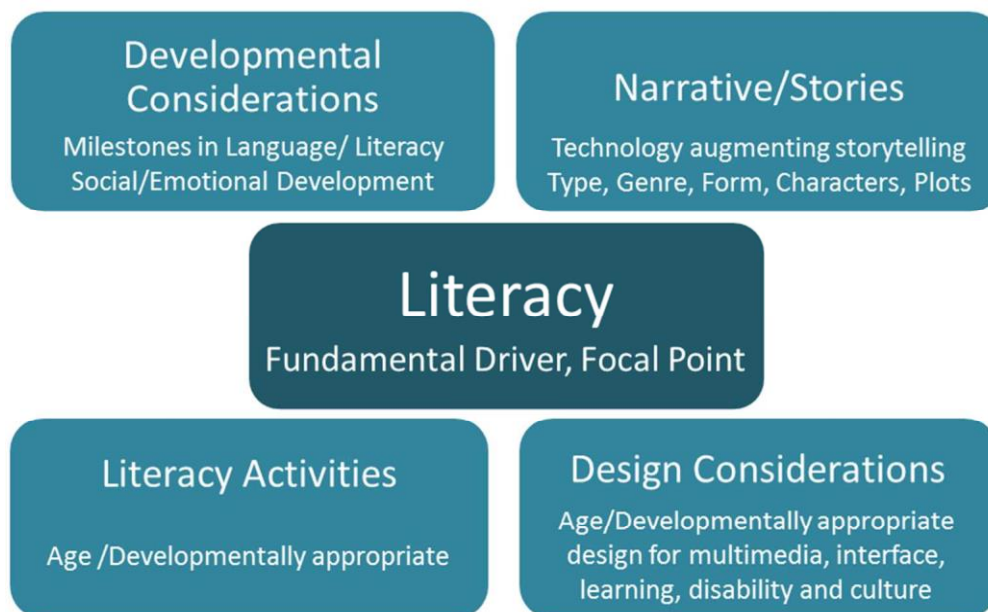 Developmental
Considerations
Milestones in Language/ Literacy
Social/Emotional Development
Narrative/Stories
Technology augmenting storytelling
Type, Genre, Form, Characters, Plots
Literacy
Fundamental Driver, Focal Point
Literacy Activities
Age /Developmentally appropriate
Design Considerations
Age/Developmentally appropriate
design for multimedia, interface,
learning, disability and culture